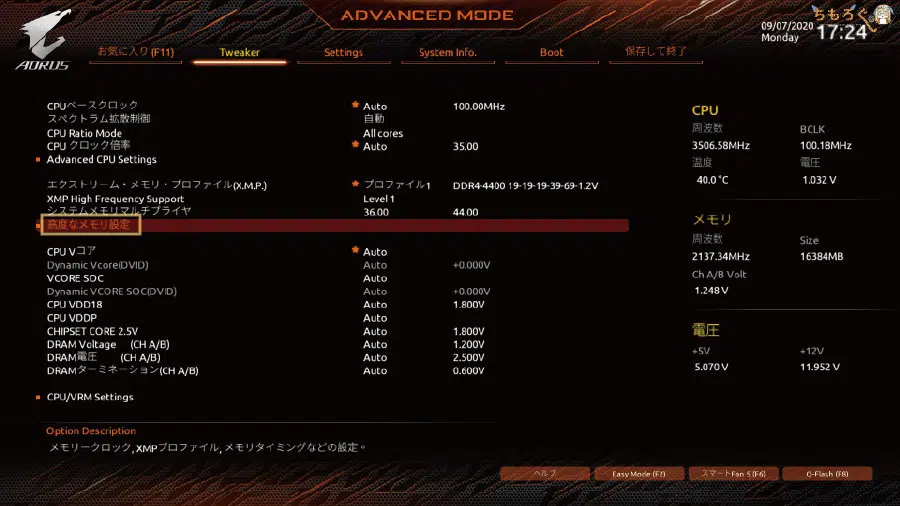 ADVANCED MODE
ちもろぐ
09/07/2020 17:24
Monday
AORUS
お気に入り(F11) Tweaker Settings System Info. Boot 保存して終了
CPUベースクロック Auto 100.00MHz
スペクトラム拡散制御 自動
CPU Ratio Mode All cores
CPU クロック倍率 Auto 35.00
Advanced CPU Settings
エクストリーム・メモリ・プロファイル(X.M.P.) プロファイル1 DDR4-4400 19-19-19-39-69-1.2V
XMP High Frequency Support Level 1
システムメモリマルチプライヤ 36.00 44.00
高度なメモリ設定
CPU Vコア Auto
Dynamic Vcore(DVID) Auto +0.000V
VCORE SOC Auto
Dynamic VCORE SOC(DVID) Auto +0.000V
CPU VDD18 Auto 1.800V
CPU VDDP Auto
CHIPSET CORE 2.5V Auto 1.800V
DRAM Voltage (CH A/B) Auto 1.200V
DRAM電圧 (CH A/B) Auto 2.500V
DRAMターミネーション(CH A/B) Auto 0.600V
CPU/VRM Settings
CPU
周波数 BCLK
3506.58MHz 100.18MHz
温度 電圧
40.0 °C 1.032 V
メモリ
周波数 Size
2137.34MHz 16384MB
Ch A/B Volt
1.248 V
電圧
+5V +12V
5.070 V 11.952 V
Option Description
メモリークロック,XMPプロファイル,メモリタイミングなどの設定。
ヘルプ Easy Mode (F2) スマートFan 5 (F6) Q-Flash (F8)